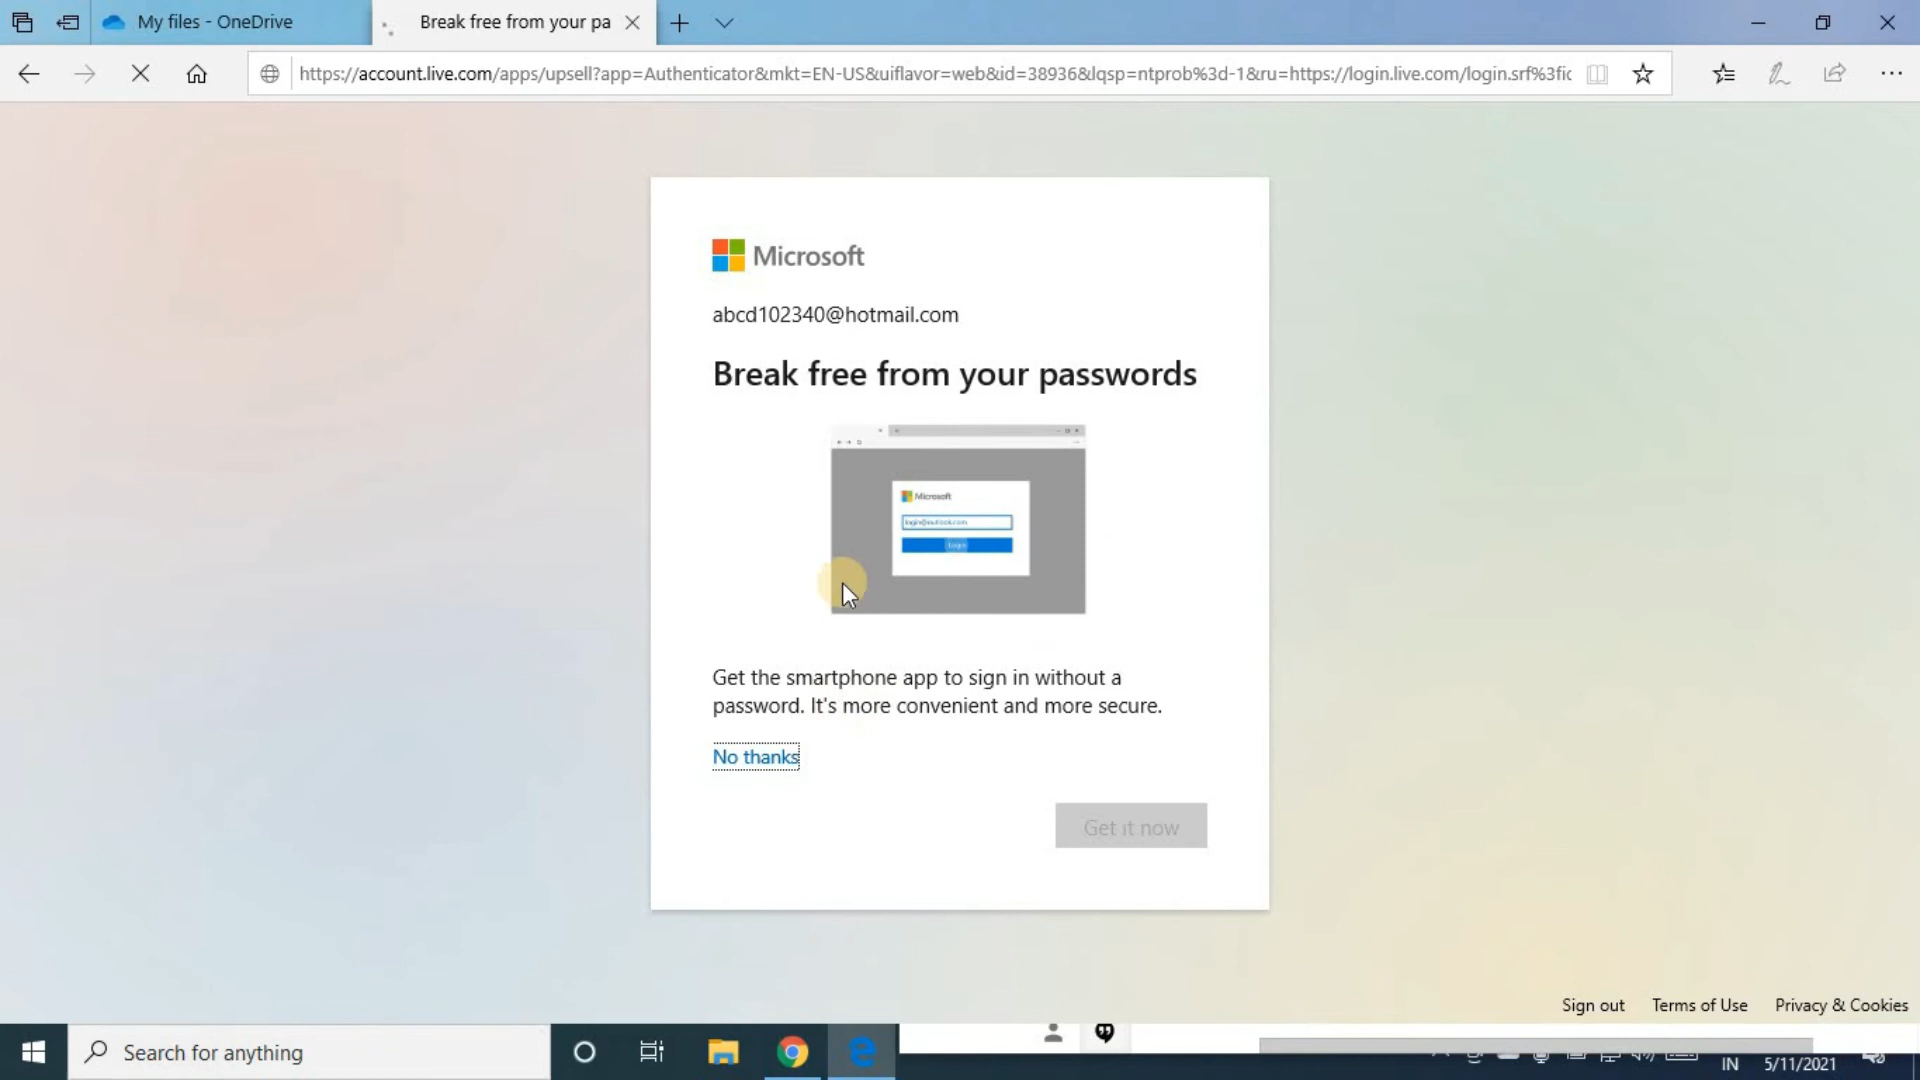 My files - OneDrive
Break free from your pa
https://account.live.com/apps/upsell?app=Authenticator&mkt=EN-US&uiflavor=web&id=38936&lqsp=ntprob%3d-1&ru=https://login.live.com/login.srf%3fic
Microsoft
abcd102340@hotmail.com
Break free from your passwords
Microsoft
login@outlook.com
Login
Get the smartphone app to sign in without a
password. It's more convenient and more secure.
No thanks
Get it now
Sign out Terms of Use Privacy & Cookies
Search for anything
IN 5/11/2021